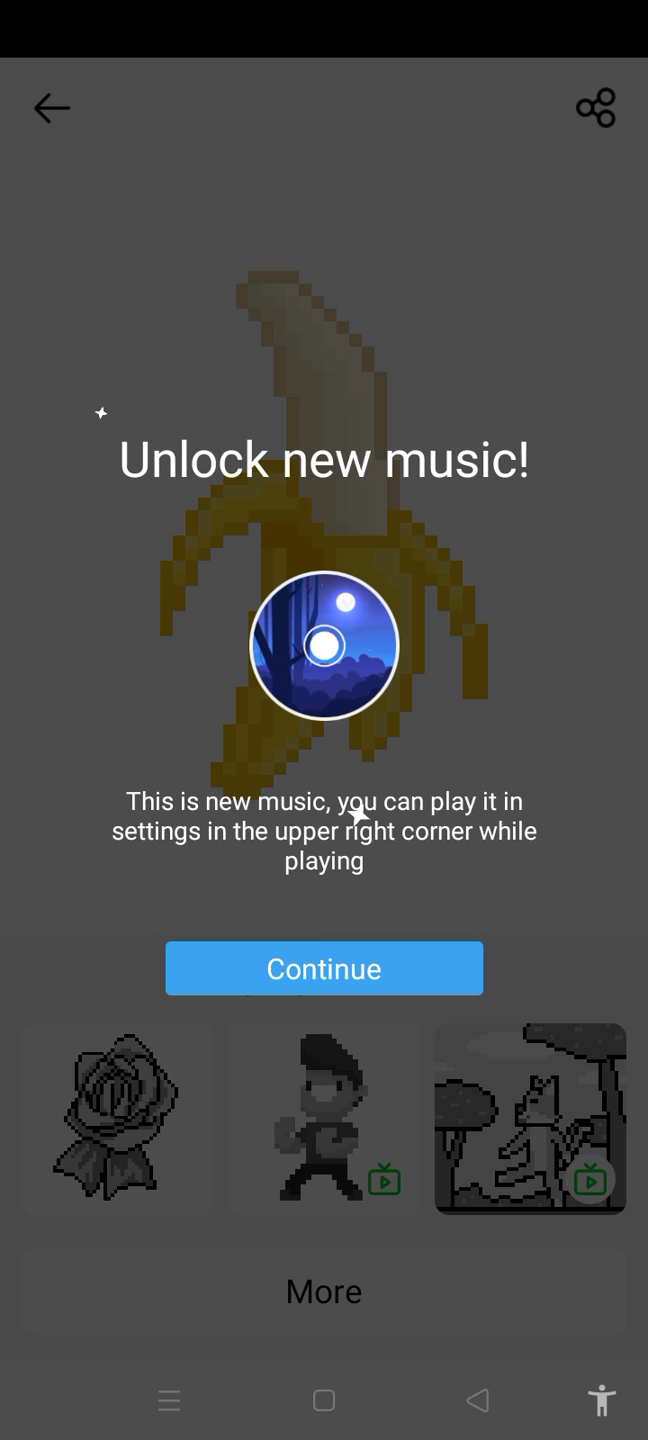 Unlock new music!
This is new music, you can play it in
settings in the upper right corner while
playing
Continue
More